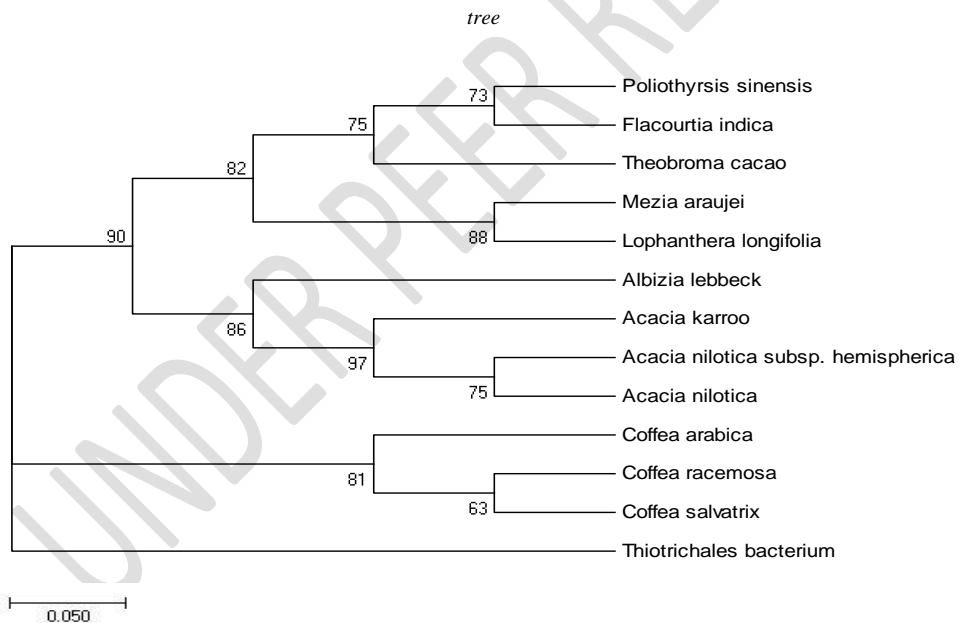 tree
Poliothyrsis sinensis
73
Flacourtia indica
75
Theobroma cacao
82
Mezia araujei
88
Lophanthera longifolia
90
Albizia lebbeck
86
Acacia karroo
97
Acacia nilotica subsp. hemispherica
75
Acacia nilotica
Coffea arabica
81
Coffea racemosa
63
Coffea salvatrix
Thiotrichales bacterium
0.050
UNDER PEER RE